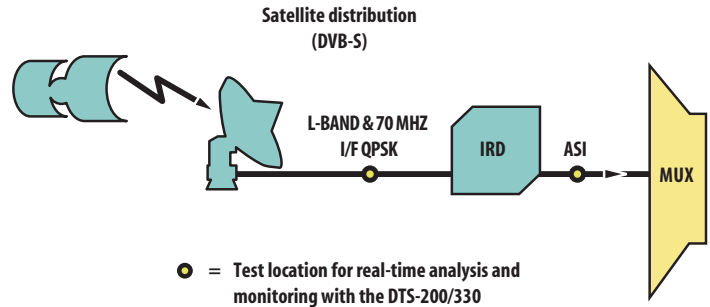 Satellite distribution
(DVB-S)
L-BAND & 70 MHZ
I/F QPSK
IRD
ASI
MUX
= Test location for real-time analysis and
monitoring with the DTS-200/330